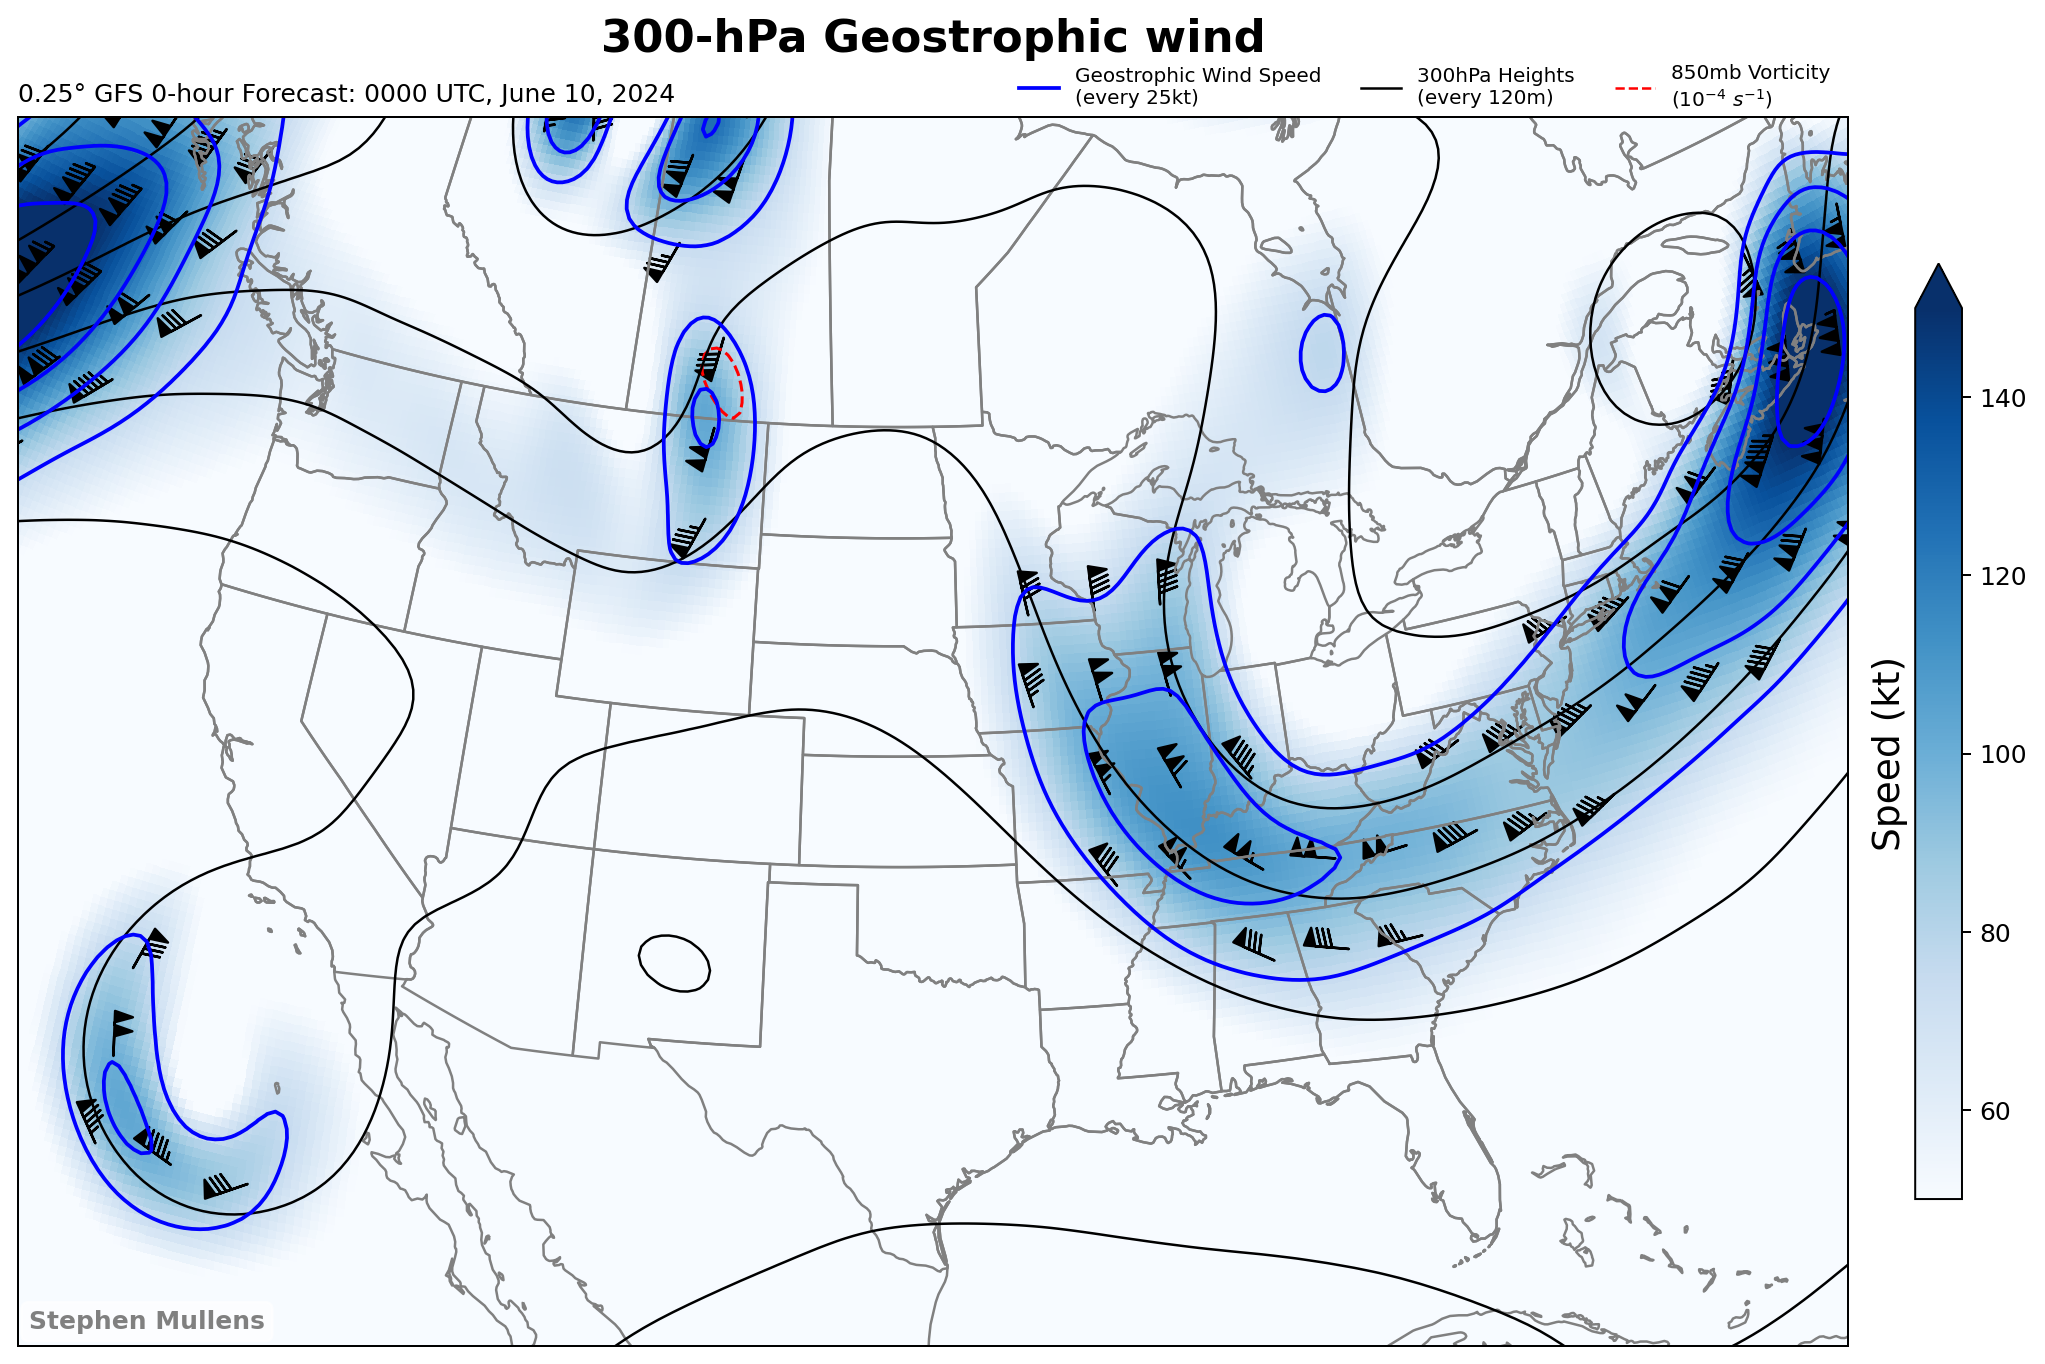 300-hPa Geostrophic wind
0.25° GFS 0-hour Forecast: 0000 UTC, June 10, 2024
Geostrophic Wind Speed
(every 25kt)
300hPa Heights
(every 120m)
850mb Vorticity
(10⁻⁴ s⁻¹)
140
120
100
80
60
Speed (kt)
Stephen Mullens